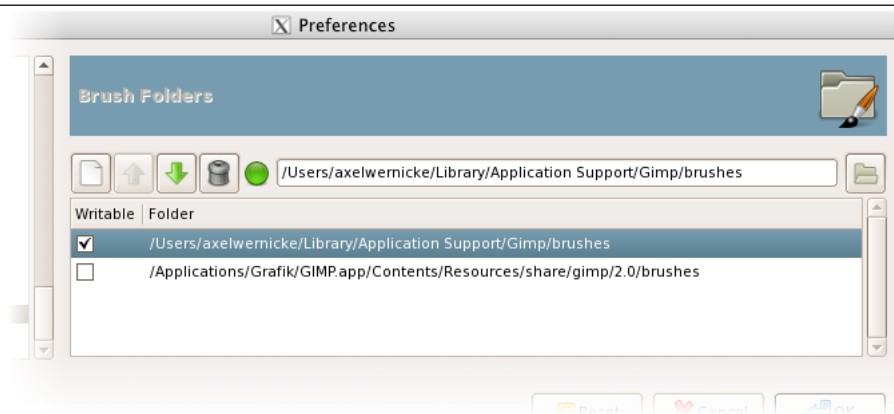 Preferences
Brush Folders
/Users/axelwernicke/Library/Application Support/Gimp/brushes
Writable Folder
/Users/axelwernicke/Library/Application Support/Gimp/brushes
/Applications/Grafik/GIMP.app/Contents/Resources/share/gimp/2.0/brushes
Reset Cancel OK